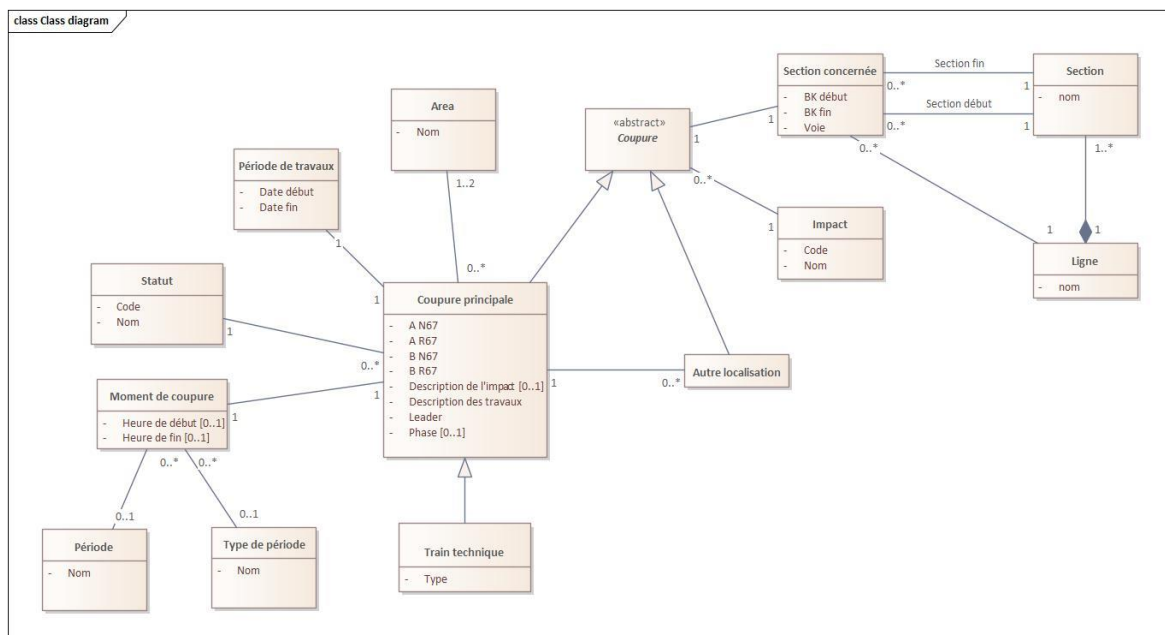 class Class diagram
Section concernée
- BK début
- BK fin
- Voie
Section fin
0..*
1
Section début
0..*
1
Section
- nom
Area
- Nom
«abstract»
Coupure
1
1
0..*
1..*
Période de travaux
- Date début
- Date fin
1..2
0..*
Impact
- Code
- Nom
1
1
1
Ligne
- nom
1
Statut
- Code
- Nom
1
0..*
1
0..*
Coupure principale
- A N67
- A R67
- B N67
- B R67
- Description de l'impact [0..1]
- Description des travaux
- Leader
- Phase [0..1]
1
0..*
Autre localisation
Moment de coupure
- Heure de début [0..1]
- Heure de fin [0..1]
1
1
0..*
0..*
0..1
0..1
Période
- Nom
Type de période
- Nom
Train technique
- Type